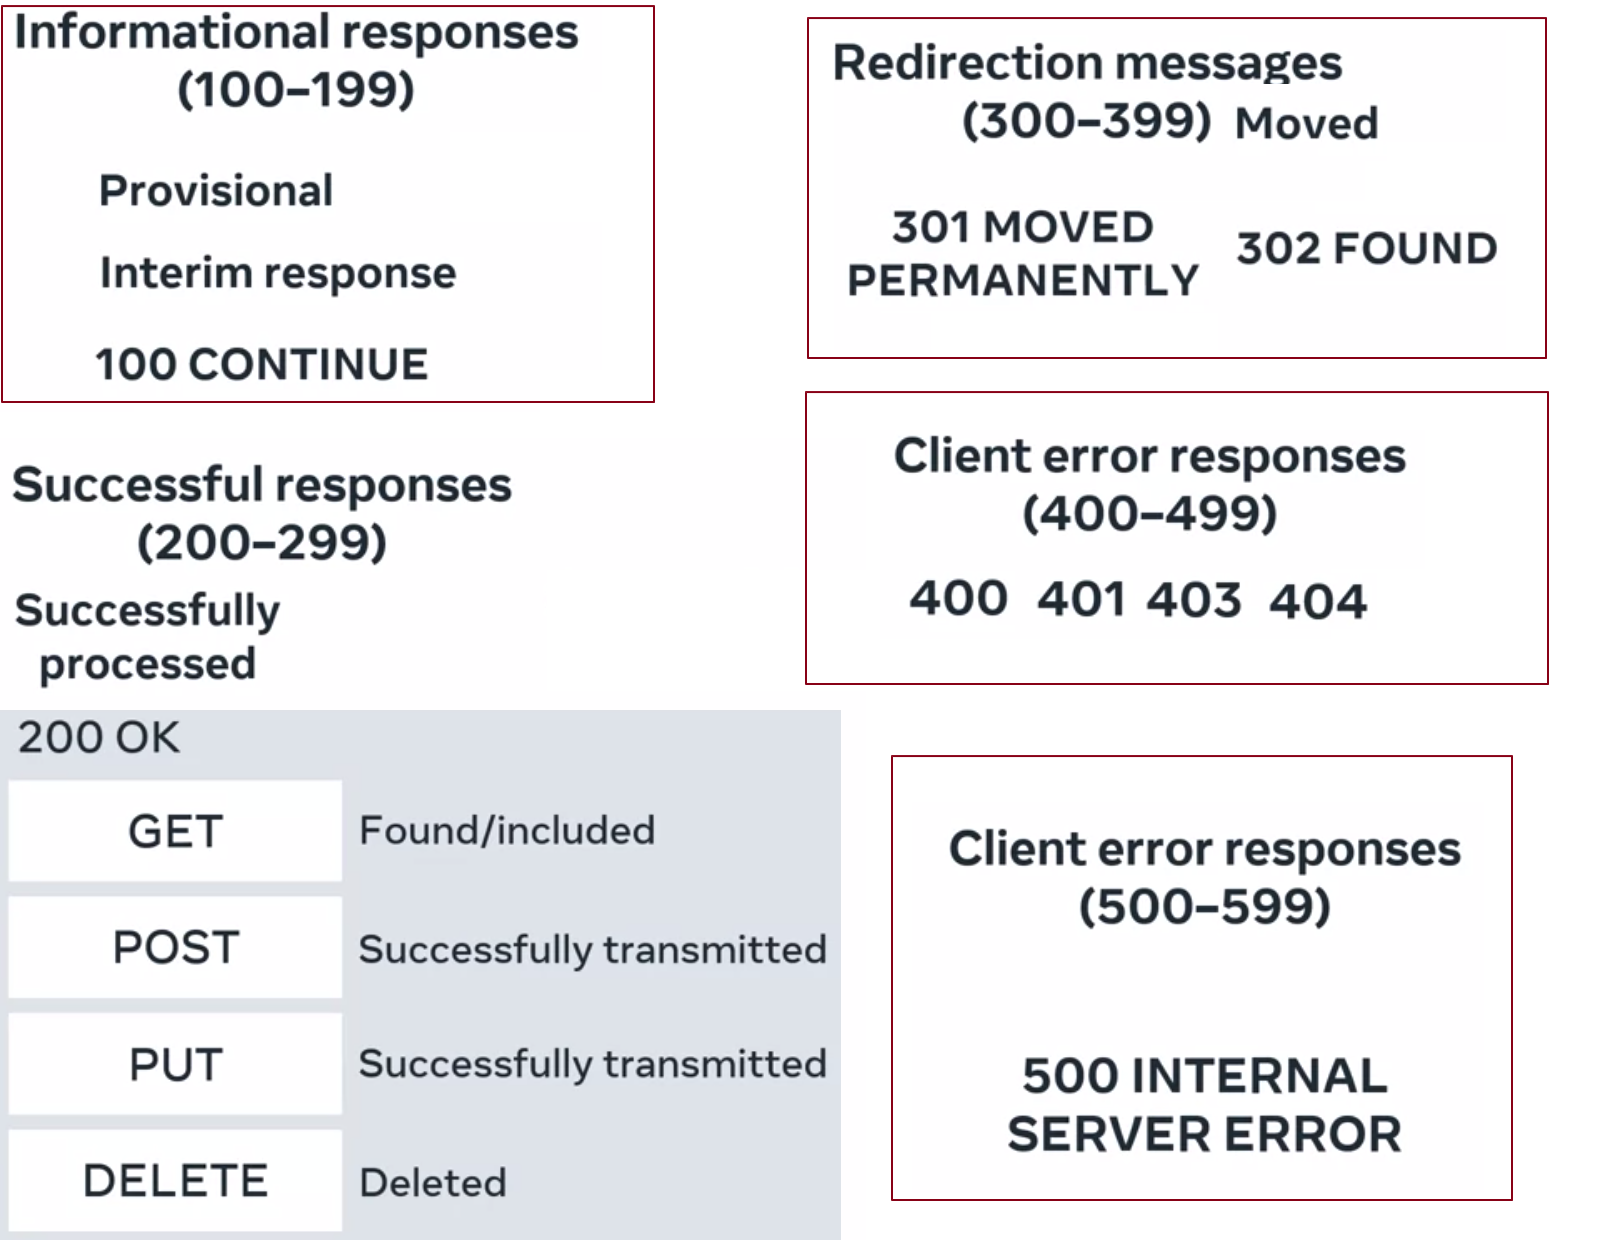 Informational responses
(100–199)
Provisional
Interim response
100 CONTINUE
Successful responses
(200–299)
Successfully
processed
200 OK
GET Found/included
POST Successfully transmitted
PUT Successfully transmitted
DELETE Deleted
Redirection messages
(300–399) Moved
301 MOVED
PERMANENTLY
302 FOUND
Client error responses
(400–499)
400 401 403 404
Client error responses
(500–599)
500 INTERNAL
SERVER ERROR